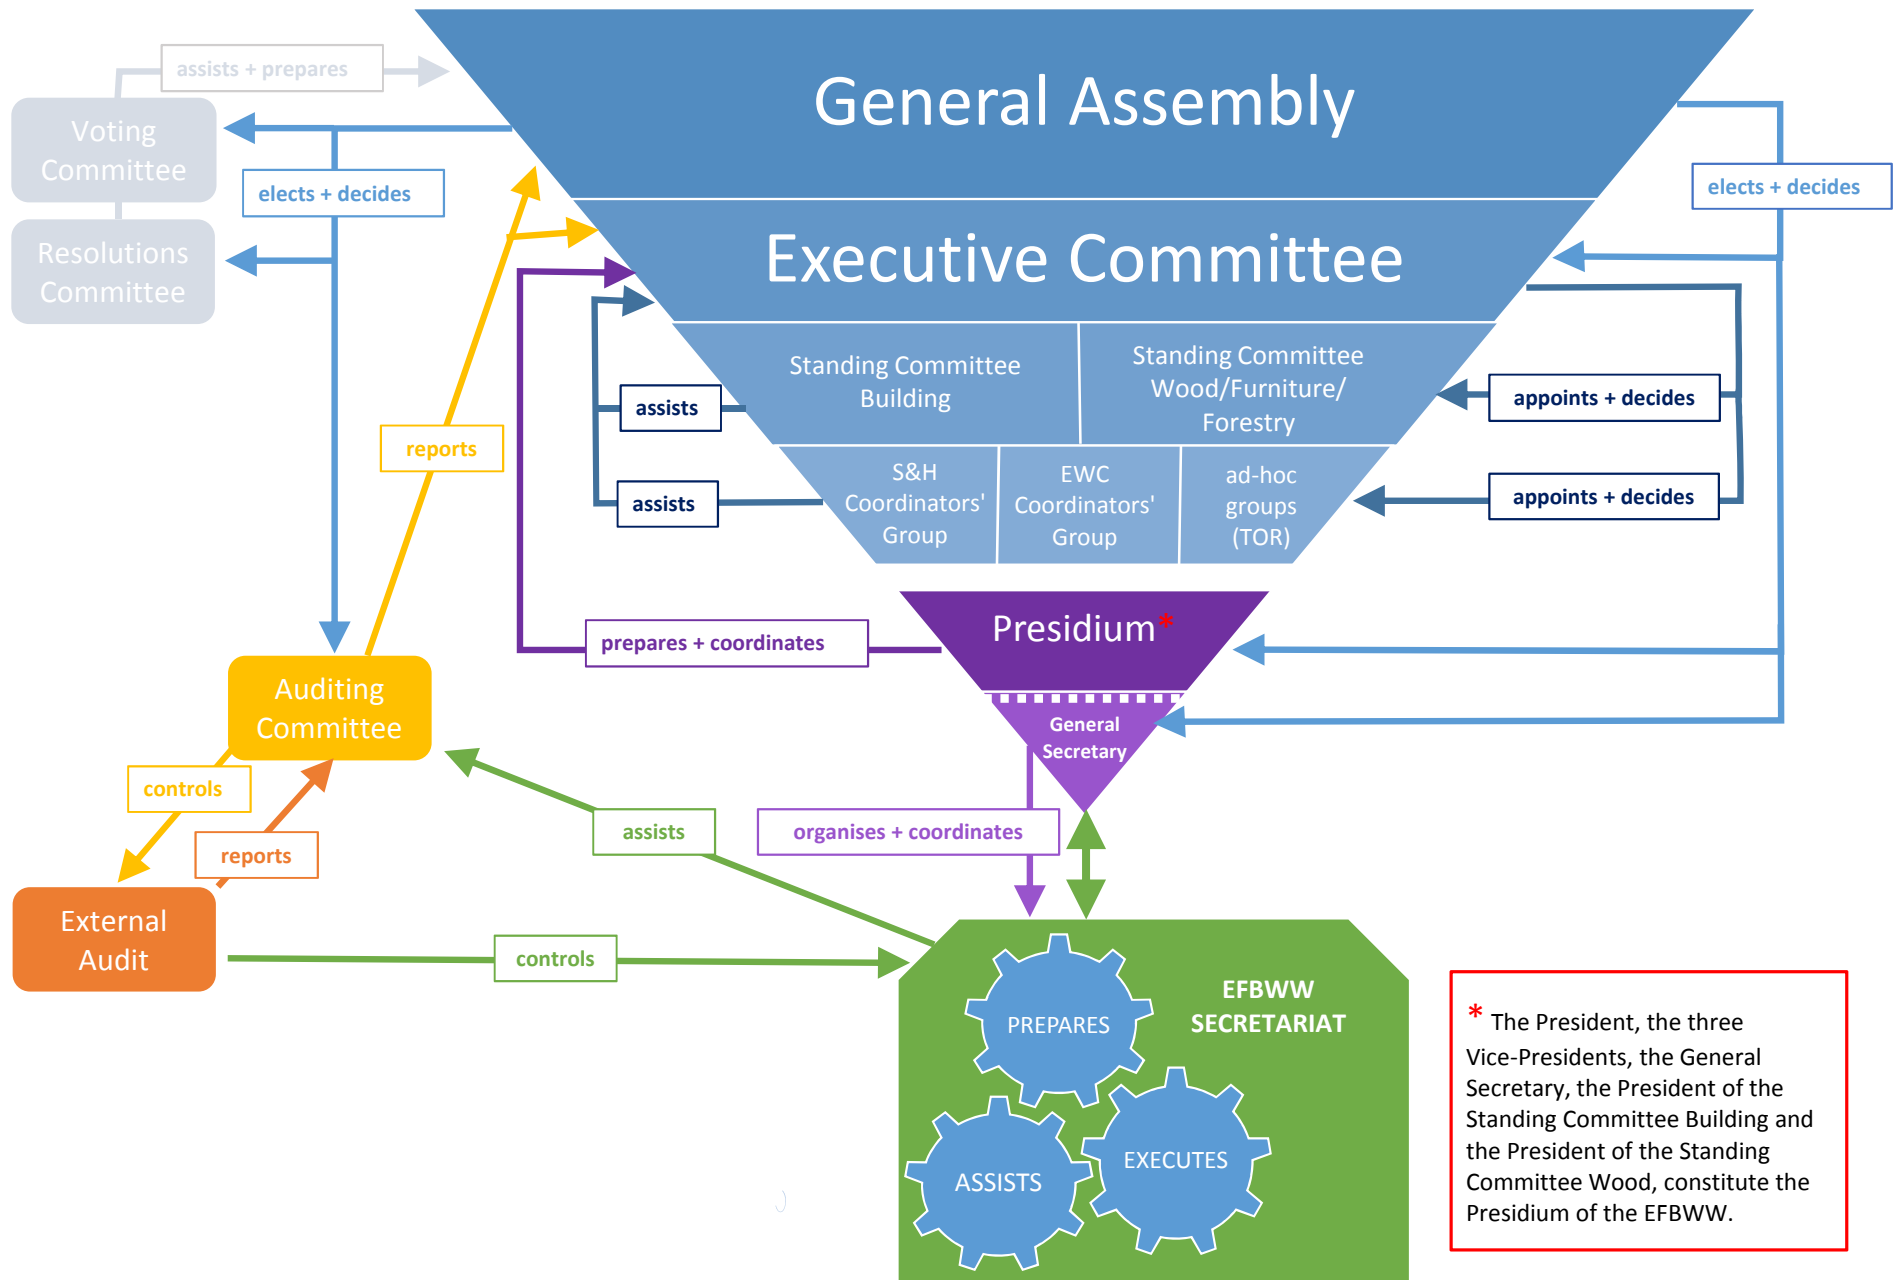 General Assembly
assists + prepares
Voting
Committee
elects + decides
elects + decides
Resolutions
Committee
Executive Committee
Standing Committee
Building
Standing Committee
Wood/Furniture/
Forestry
assists
appoints + decides
reports
S&H
Coordinators'
Group
EWC
Coordinators'
Group
ad-hoc
groups
(TOR)
assists
appoints + decides
Presidium*
prepares + coordinates
Auditing
Committee
General
Secretary
controls
reports
assists
organises + coordinates
External
Audit
controls
EFBWW
SECRETARIAT
PREPARES
EXECUTES
ASSISTS
* The President, the three
Vice-Presidents, the General
Secretary, the President of the
Standing Committee Building and
the President of the Standing
Committee Wood, constitute the
Presidium of the EFBWW.